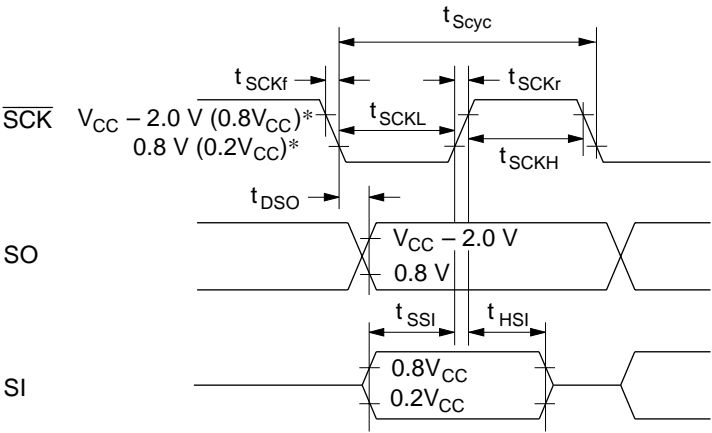 tScyc
tSCKf
tSCKr
SCK VCC – 2.0 V (0.8VCC)* tSCKL
0.8 V (0.2VCC)* tSCKH
tDSO
SO VCC – 2.0 V
0.8 V
tSSI tHSI
SI 0.8VCC
0.2VCC